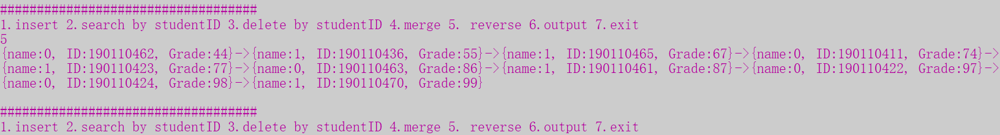 ###################################
1.insert 2.search by studentID 3.delete by studentID 4.merge 5. reverse 6.output 7.exit
5
{name:0, ID:190110462, Grade:44}->{name:1, ID:190110436, Grade:55}->{name:1, ID:190110465, Grade:67}->{name:0, ID:190110411, Grade:74}->
{name:1, ID:190110423, Grade:77}->{name:0, ID:190110463, Grade:86}->{name:1, ID:190110461, Grade:87}->{name:0, ID:190110422, Grade:97}->
{name:0, ID:190110424, Grade:98}->{name:1, ID:190110470, Grade:99}
###################################
1.insert 2.search by studentID 3.delete by studentID 4.merge 5. reverse 6.output 7.exit